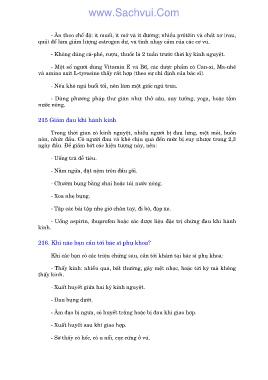 www.Sachvui.Com
- Ăn theo chế độ: ít muối, ít mỡ và ít đường; nhiều prôtêin và chất xơ (rau,
quả) để làm giảm lượng estrogen dư, và tính nhạy cảm của các cơ vú.
- Không dùng cà-phê, rượu, thuốc lá 2 tuần trước thời kỳ kinh nguyệt.
- Một số người dùng Vitamin E và B6, các dược phẩm có Can-xi, Ma-nhê
và amino axit L-tyrosine thấy rất hợp (theo sự chỉ định của bác sĩ).
- Nếu khó ngủ buổi tối, nên làm một giấc ngủ trưa.
- Dùng phương pháp thư giãn như: thở sâu, suy tưởng, yoga, hoặc tắm
nước nóng.
215 Giảm đau khi hành kinh
Trong thời gian có kinh nguyệt, nhiều người bị đau lưng, mệt mỏi, buồn
nôn, nhức đầu. Có người đau và khó chịu quá đến mức bị suy nhược trong 2,3
ngày đầu. Để giảm bớt các hiện tượng này, nên:
- Uống trà dễ tiêu.
- Nằm ngửa, đặt nệm trên đầu gối.
- Chườm bụng bằng chai hoặc túi nước nóng.
- Xoa nhẹ bụng.
- Tập các bài tập nhẹ giơ chân tay, đi bộ, đạp xe.
- Uống aspirin, ibuprofen hoặc các dược liệu đặc trị chứng đau khi hành
kinh.
216. Khi nào bạn cần tới bác sĩ phụ khoa?
Khi các bạn có các triệu chứng sau, cần tới khám tại bác sĩ phụ khoa:
- Thấy kinh: nhiều quá, bất thường, gây mệt nhọc, hoặc tới kỳ mà không
thấy kinh.
- Xuất huyết giữa hai kỳ kinh nguyệt.
- Đau bụng dưới.
- Âm đạo bị ngứa, có huyết trắng hoặc bị đau khi giao hợp.
- Xuất huyết sau khi giao hợp.
- Sờ thấy có hốc, có u nổi, cục cứng ở vú.